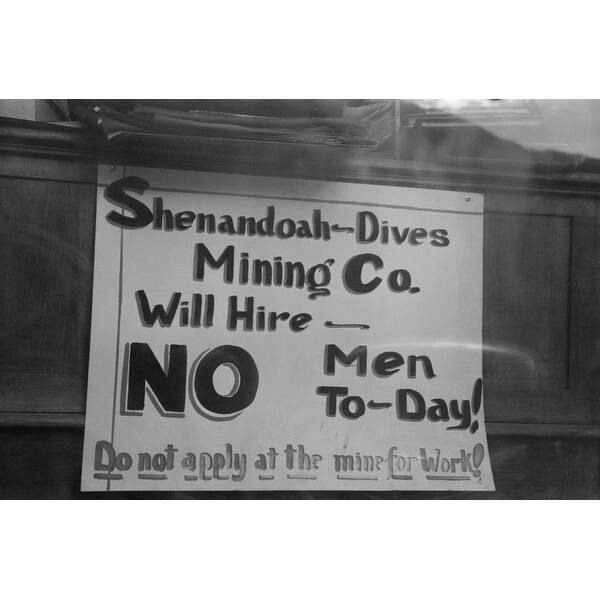 Shenandoah-Dives
Mining Co.
Will Hire —
NO Men
To-Day!
Do not apply at the mine for Work!